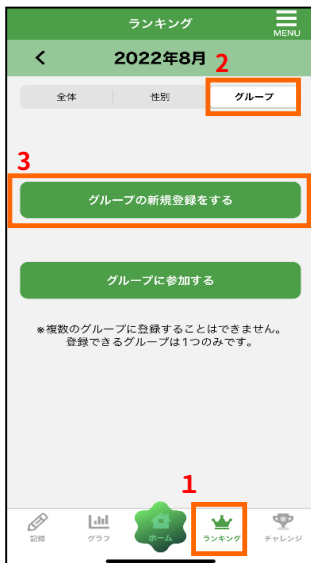 ランキング
MENU
2022年8月
2
全体
性別
グループ
3
グループの新規登録をする
グループに参加する
※複数のグループに登録することはできません。
登録できるグループは1つのみです。
1
記録
グラフ
ホーム
ランキング
チャレンジ